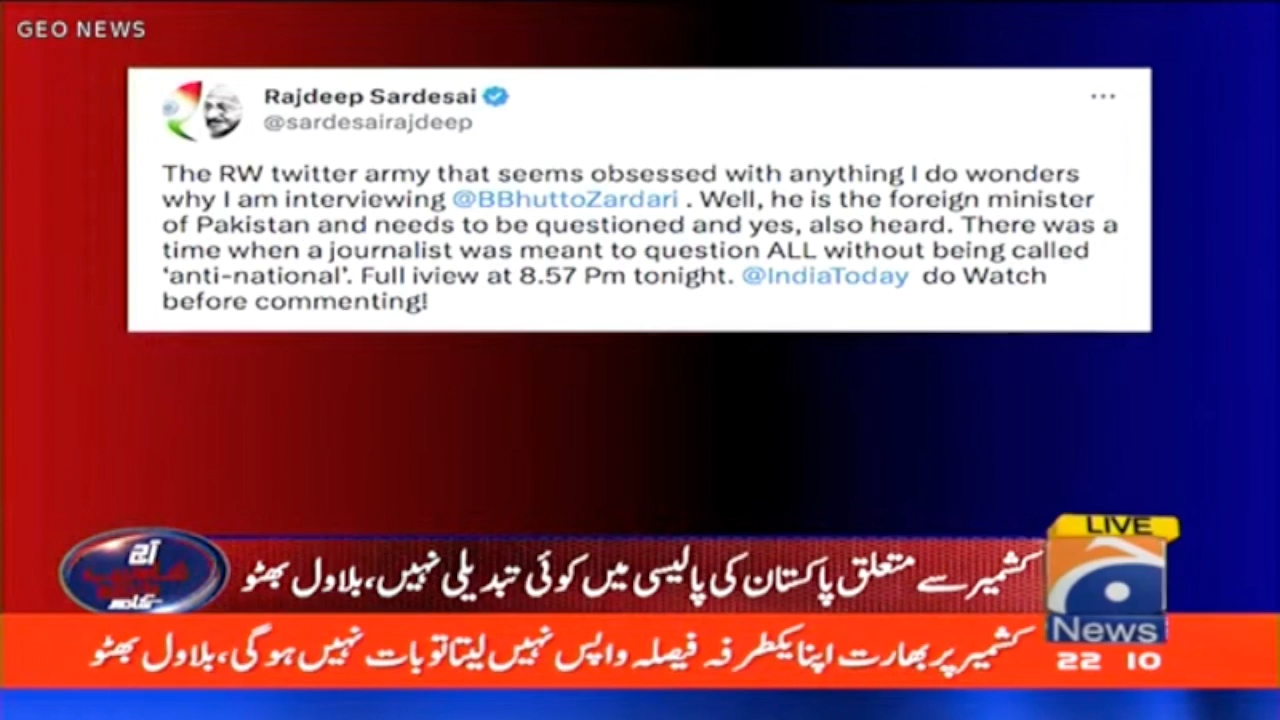 GEO NEWS
Rajdeep Sardesai
@sardesairajdeep
The RW twitter army that seems obsessed with anything I do wonders
why I am interviewing @BBhuttoZardari . Well, he is the foreign minister
of Pakistan and needs to be questioned and yes, also heard. There was a
time when a journalist was meant to question ALL without being called
‘anti-national’. Full iview at 8.57 Pm tonight. @IndiaToday do Watch
before commenting!
LIVE
آج
کشمیر سے متعلق پاکستان کی پالیسی میں کوئی تبدیلی نہیں، بلاول بھٹو
کشمیر پر بھارت اپنا یکطرفہ فیصلہ واپس نہیں لیتا تو بات نہیں ہوگی، بلاول بھٹو
News
22 10